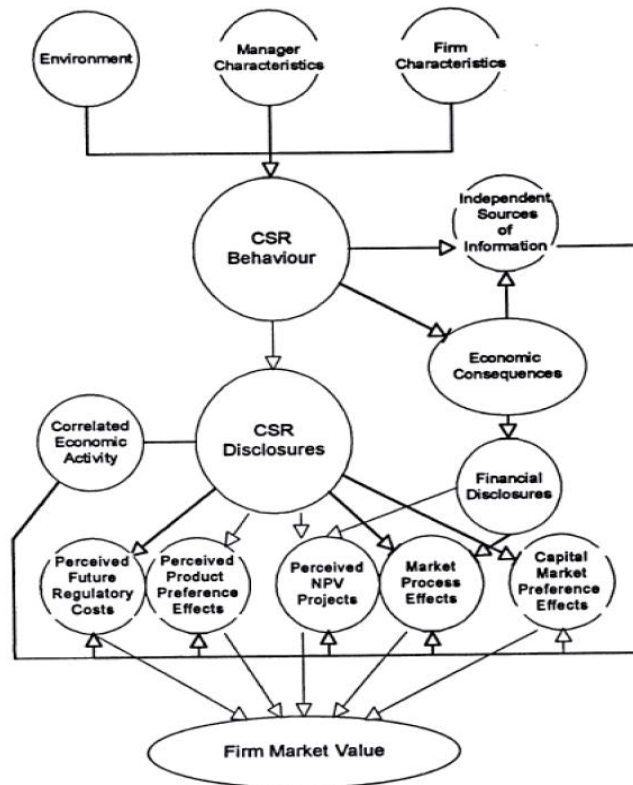 Environment
Manager
Characteristics
Firm
Characteristics
CSR
Behaviour
Independent
Sources
of
Information
Economic
Consequences
Correlated
Economic
Activity
CSR
Disclosures
Financial
Disclosures
Perceived
Future
Regulatory
Costs
Perceived
Product
Preference
Effects
Perceived
NPV
Projects
Market
Process
Effects
Capital
Market
Preference
Effects
Firm Market Value